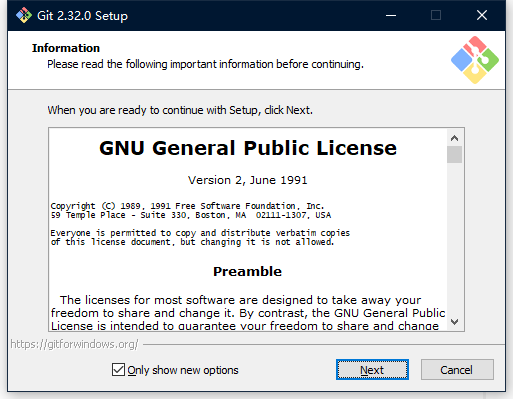 Git 2.32.0 Setup
Information
Please read the following important information before continuing.
When you are ready to continue with Setup, click Next.
GNU General Public License
Version 2, June 1991
Copyright (C) 1989, 1991 Free Software Foundation, Inc.
59 Temple Place - Suite 330, Boston, MA  02111-1307, USA
Everyone is permitted to copy and distribute verbatim copies
of this license document, but changing it is not allowed.
Preamble
The licenses for most software are designed to take away your
freedom to share and change it. By contrast, the GNU General Public
License is intended to guarantee your freedom to share and change
https://gitforwindows.org/
Only show new options
Next
Cancel